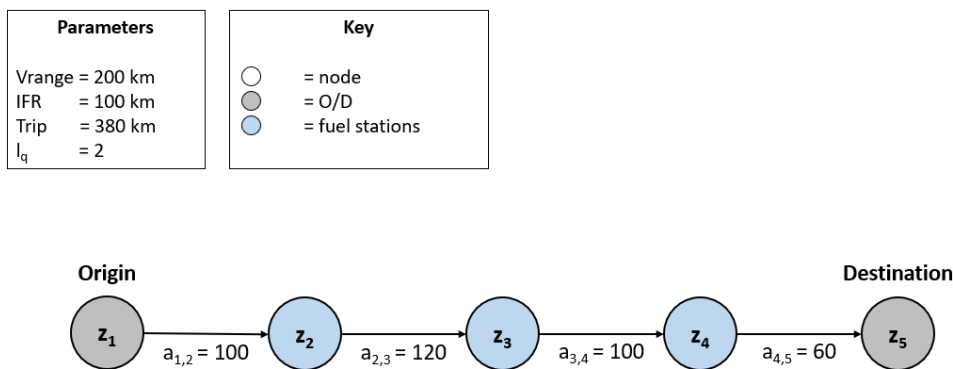 Parameters
Vrange = 200 km
IFR = 100 km
Trip = 380 km
lq = 2
Key
= node
= O/D
= fuel stations
Origin
Destination
z1
z2
z3
z4
z5
a1,2 = 100
a2,3 = 120
a3,4 = 100
a4,5 = 60